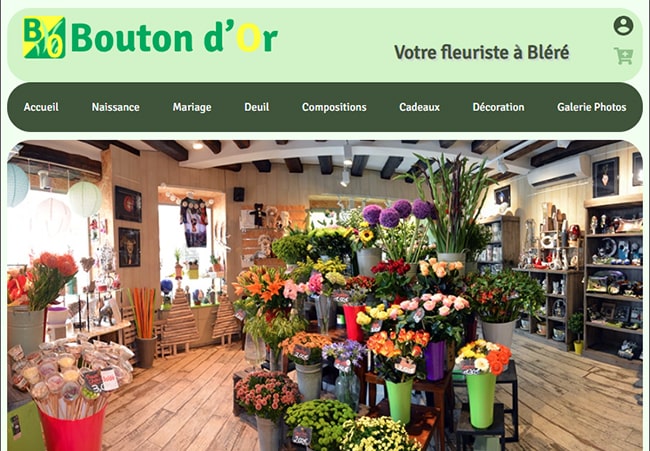 BO Bouton d'Or
Votre fleuriste à Bléré
Accueil Naissance Mariage Deuil Compositions Cadeaux Décoration Galerie Photos